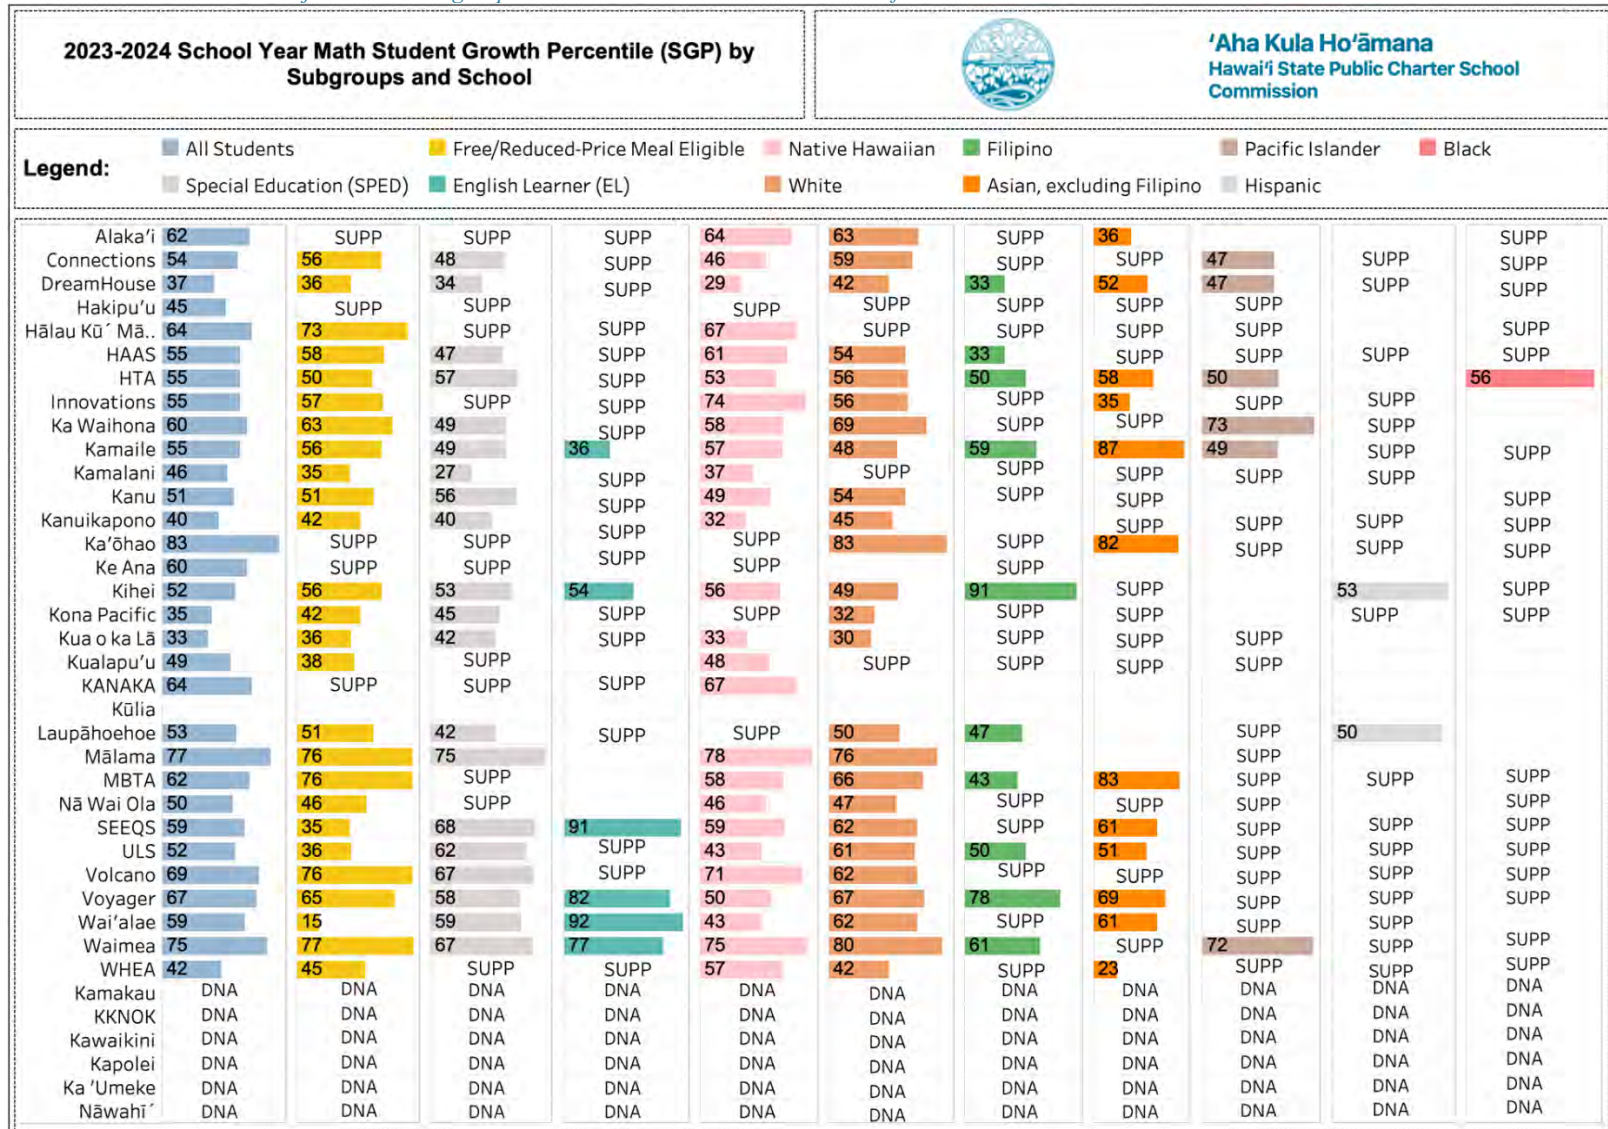 2023-2024 School Year Math Student Growth Percentile (SGP) by
Subgroups and School
ʻAha Kula Hoʻāmana
Hawaiʻi State Public Charter School
Commission
Legend:
All Students Free/Reduced-Price Meal Eligible Native Hawaiian Filipino Pacific Islander Black
Special Education (SPED) English Learner (EL) White Asian, excluding Filipino Hispanic
Alakaʻi 62 SUPP SUPP SUPP 64 63 SUPP 36 SUPP
Connections 54 56 48 SUPP 46 59 SUPP SUPP 47 SUPP SUPP
DreamHouse 37 36 34 SUPP 29 42 33 52 47 SUPP SUPP
Hakipuʻu 45 SUPP SUPP SUPP SUPP SUPP SUPP SUPP
Hālau Kū´ Mā.. 64 73 SUPP SUPP 67 SUPP SUPP SUPP SUPP SUPP
HAAS 55 58 47 SUPP 61 54 33 SUPP SUPP SUPP SUPP
HTA 55 50 57 SUPP 53 56 50 58 50 56
Innovations 55 57 SUPP SUPP 74 56 SUPP 35 SUPP SUPP
Ka Waihona 60 63 49 SUPP 58 69 SUPP SUPP 73 SUPP
Kamaile 55 56 49 36 57 48 59 87 49 SUPP SUPP
Kamalani 46 35 27 SUPP 37 SUPP SUPP SUPP SUPP SUPP
Kanu 51 51 56 SUPP 49 54 SUPP SUPP SUPP
Kanuikapono 40 42 40 SUPP 32 45 SUPP SUPP SUPP SUPP
Kaʻōhao 83 SUPP SUPP SUPP SUPP 83 SUPP 82 SUPP SUPP SUPP
Ke Ana 60 SUPP SUPP SUPP SUPP
Kihei 52 56 53 54 56 49 91 SUPP 53 SUPP
Kona Pacific 35 42 45 SUPP SUPP 32 SUPP SUPP SUPP SUPP
Kua o ka Lā 33 36 42 SUPP 33 30 SUPP SUPP SUPP
Kualapuʻu 49 38 SUPP 48 SUPP SUPP SUPP SUPP
KANAKA 64 SUPP SUPP SUPP 67
Kūlia
Laupāhoehoe 53 51 42 SUPP SUPP 50 47 SUPP 50
Mālama 77 76 75 78 76 SUPP
MBTA 62 76 SUPP 58 66 43 83 SUPP SUPP SUPP
Nā Wai Ola 50 46 SUPP 46 47 SUPP SUPP SUPP SUPP
SEEQS 59 35 68 91 59 62 SUPP 61 SUPP SUPP SUPP
ULS 52 36 62 SUPP 43 61 50 51 SUPP SUPP SUPP
Volcano 69 76 67 SUPP 71 62 SUPP SUPP SUPP SUPP SUPP
Voyager 67 65 58 82 50 67 78 69 SUPP SUPP SUPP
Waiʻalae 59 15 59 92 43 62 SUPP 61 SUPP SUPP
Waimea 75 77 67 77 75 80 61 SUPP 72 SUPP SUPP
WHEA 42 45 SUPP SUPP 57 42 SUPP 23 SUPP SUPP SUPP
Kamakau DNA DNA DNA DNA DNA DNA DNA DNA DNA DNA DNA
KKNOK DNA DNA DNA DNA DNA DNA DNA DNA DNA DNA DNA
Kawaikini DNA DNA DNA DNA DNA DNA DNA DNA DNA DNA DNA
Kapolei DNA DNA DNA DNA DNA DNA DNA DNA DNA DNA DNA
Ka ʻUmeke DNA DNA DNA DNA DNA DNA DNA DNA DNA DNA DNA
Nāwahī´ DNA DNA DNA DNA DNA DNA DNA DNA DNA DNA DNA